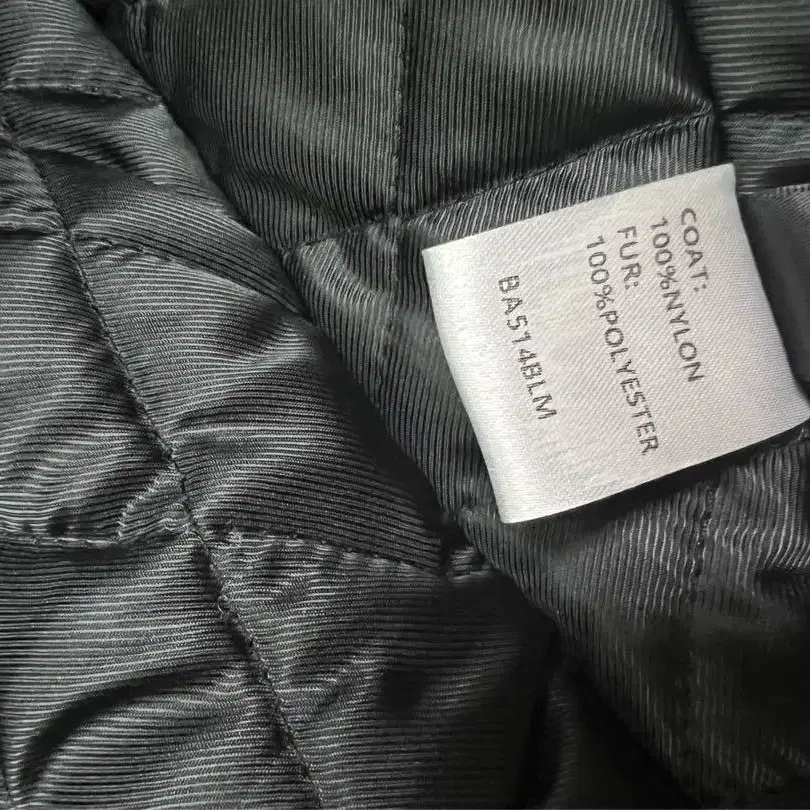 COAT:
100%NYLON
FUR:
100%POLYESTER
BA514BLM